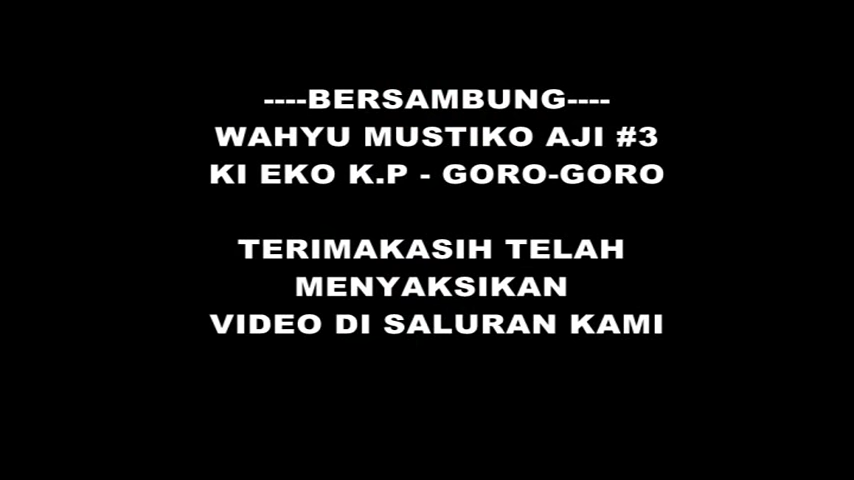 ----BERSAMBUNG----
WAHYU MUSTIKO AJI #3
KI EKO K.P - GORO-GORO
TERIMAKASIH TELAH
MENYAKSIKAN
VIDEO DI SALURAN KAMI